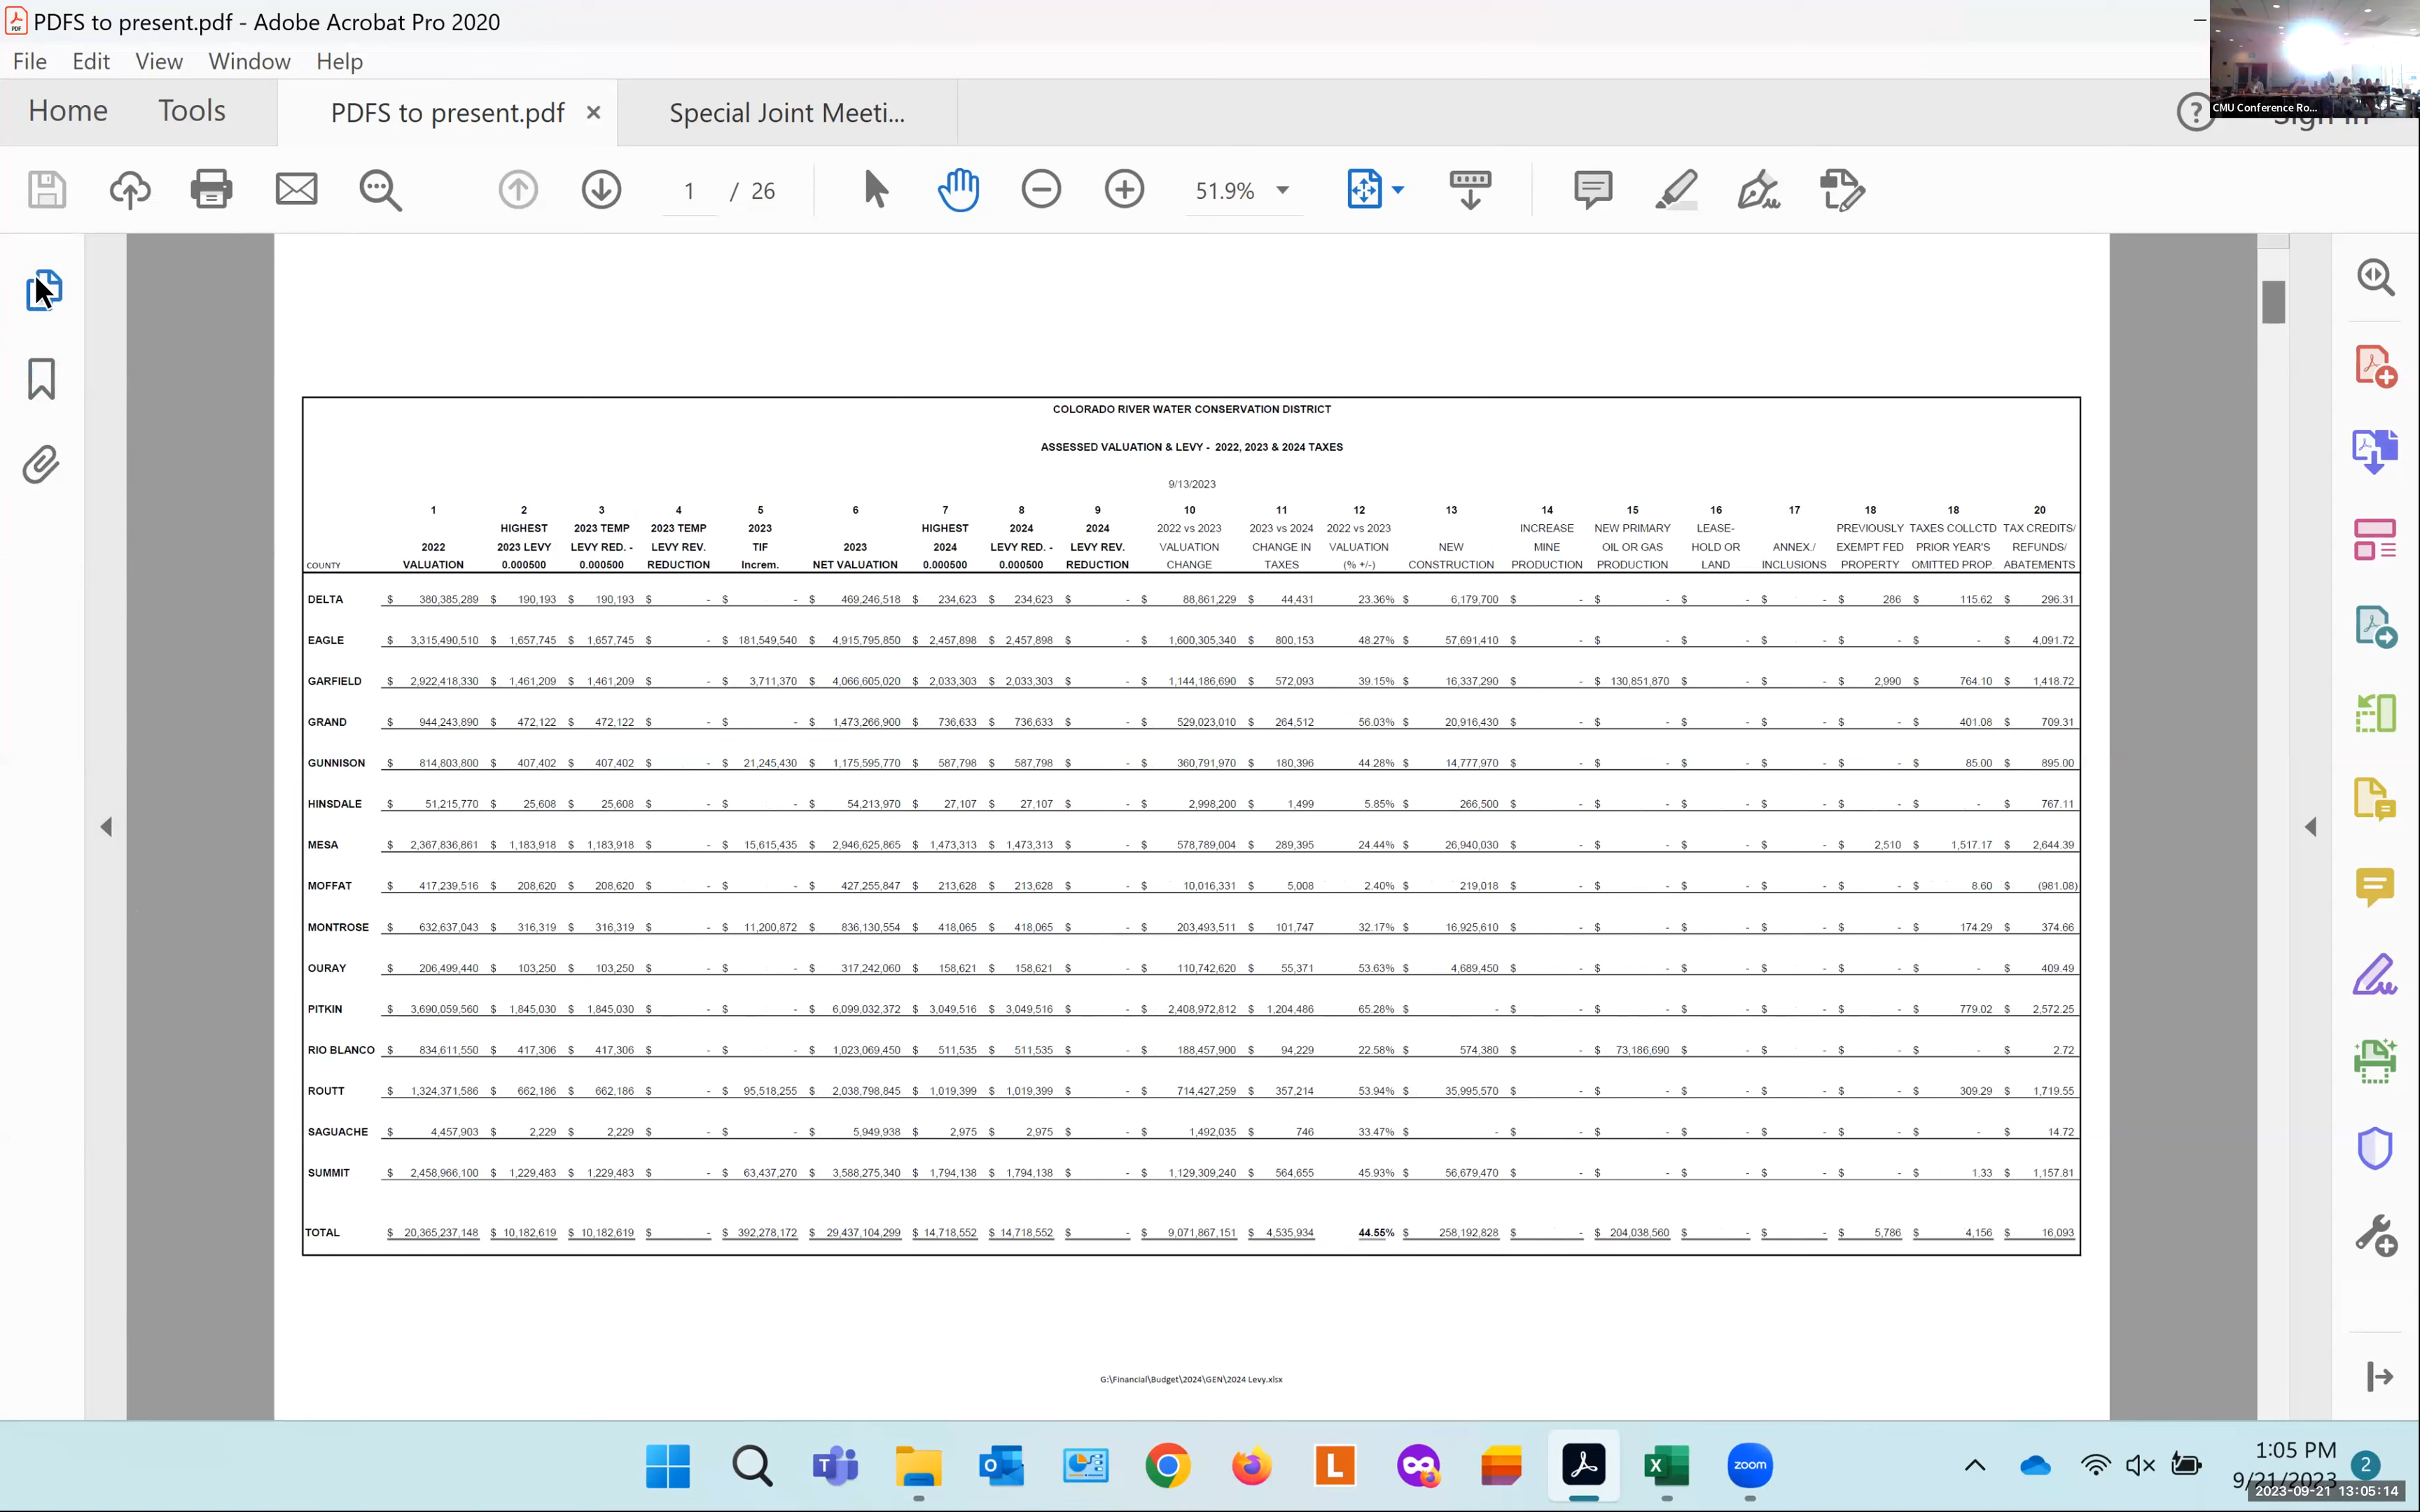 PDFS to present.pdf - Adobe Acrobat Pro 2020
File Edit View Window Help
Home Tools PDFS to present.pdf × Special Joint Meeti...
CMU Conference Ro...
1 / 26 51.9%
COLORADO RIVER WATER CONSERVATION DISTRICT
ASSESSED VALUATION & LEVY - 2022, 2023 & 2024 TAXES
9/13/2023
1 2 3 4 5 6 7 8 9 10 11 12 13 14 15 16 17 18 18 20
HIGHEST 2023 TEMP 2023 TEMP 2023 HIGHEST 2024 2024 2022 vs 2023 2023 vs 2024 2022 vs 2023 INCREASE NEW PRIMARY LEASE- PREVIOUSLY TAXES COLLCTD TAX CREDITS/
2022 2023 LEVY LEVY RED. - LEVY REV. TIF 2023 2024 LEVY RED. - LEVY REV. VALUATION CHANGE IN VALUATION NEW MINE OIL OR GAS HOLD OR ANNEX./ EXEMPT FED PRIOR YEAR'S REFUNDS/
COUNTY VALUATION 0.000500 0.000500 REDUCTION Increm. NET VALUATION 0.000500 0.000500 REDUCTION CHANGE TAXES (% +/-) CONSTRUCTION PRODUCTION PRODUCTION LAND INCLUSIONS PROPERTY OMITTED PROP. ABATEMENTS
DELTA $ 380,385,289 $ 190,193 $ 190,193 $ - $ - $ 469,246,518 $ 234,623 $ 234,623 $ - $ 88,861,229 $ 44,431 23.36% $ 6,179,700 $ - $ - $ - $ - $ 286 $ 115.62 $ 296.31
EAGLE $ 3,315,490,510 $ 1,657,745 $ 1,657,745 $ - $ 181,549,540 $ 4,915,795,850 $ 2,457,898 $ 2,457,898 $ - $ 1,600,305,340 $ 800,153 48.27% $ 57,691,410 $ - $ - $ - $ - $ - $ - $ 4,091.72
GARFIELD $ 2,922,418,330 $ 1,461,209 $ 1,461,209 $ - $ 3,711,370 $ 4,066,605,020 $ 2,033,303 $ 2,033,303 $ - $ 1,144,186,690 $ 572,093 39.15% $ 16,337,290 $ - $ 130,851,870 $ - $ - $ 2,990 $ 764.10 $ 1,418.72
GRAND $ 944,243,890 $ 472,122 $ 472,122 $ - $ - $ 1,473,266,900 $ 736,633 $ 736,633 $ - $ 529,023,010 $ 264,512 56.03% $ 20,916,430 $ - $ - $ - $ - $ - $ 401.08 $ 709.31
GUNNISON $ 814,803,800 $ 407,402 $ 407,402 $ - $ 21,245,430 $ 1,175,595,770 $ 587,798 $ 587,798 $ - $ 360,791,970 $ 180,396 44.28% $ 14,777,970 $ - $ - $ - $ - $ - $ 85.00 $ 895.00
HINSDALE $ 51,215,770 $ 25,608 $ 25,608 $ - $ - $ 54,213,970 $ 27,107 $ 27,107 $ - $ 2,998,200 $ 1,499 5.85% $ 266,500 $ - $ - $ - $ - $ - $ - $ 767.11
MESA $ 2,367,836,861 $ 1,183,918 $ 1,183,918 $ - $ 15,615,435 $ 2,946,625,865 $ 1,473,313 $ 1,473,313 $ - $ 578,789,004 $ 289,395 24.44% $ 26,940,030 $ - $ - $ - $ - $ 2,510 $ 1,517.17 $ 2,644.39
MOFFAT $ 417,239,516 $ 208,620 $ 208,620 $ - $ - $ 427,255,847 $ 213,628 $ 213,628 $ - $ 10,016,331 $ 5,008 2.40% $ 219,018 $ - $ - $ - $ - $ - $ 8.60 $ (981.08)
MONTROSE $ 632,637,043 $ 316,319 $ 316,319 $ - $ 11,200,872 $ 836,130,554 $ 418,065 $ 418,065 $ - $ 203,493,511 $ 101,747 32.17% $ 16,925,610 $ - $ - $ - $ - $ - $ 174.29 $ 374.66
OURAY $ 206,499,440 $ 103,250 $ 103,250 $ - $ - $ 317,242,060 $ 158,621 $ 158,621 $ - $ 110,742,620 $ 55,371 53.63% $ 4,689,450 $ - $ - $ - $ - $ - $ - $ 409.49
PITKIN $ 3,690,059,560 $ 1,845,030 $ 1,845,030 $ - $ - $ 6,099,032,372 $ 3,049,516 $ 3,049,516 $ - $ 2,408,972,812 $ 1,204,486 65.28% $ - $ - $ - $ - $ - $ - $ 779.02 $ 2,572.25
RIO BLANCO $ 834,611,550 $ 417,306 $ 417,306 $ - $ - $ 1,023,069,450 $ 511,535 $ 511,535 $ - $ 188,457,900 $ 94,229 22.58% $ 574,380 $ - $ 73,186,690 $ - $ - $ - $ - $ 2.72
ROUTT $ 1,324,371,586 $ 662,186 $ 662,186 $ - $ 95,518,255 $ 2,038,798,845 $ 1,019,399 $ 1,019,399 $ - $ 714,427,259 $ 357,214 53.94% $ 35,995,570 $ - $ - $ - $ - $ - $ 309.29 $ 1,719.55
SAGUACHE $ 4,457,903 $ 2,229 $ 2,229 $ - $ - $ 5,949,938 $ 2,975 $ 2,975 $ - $ 1,492,035 $ 746 33.47% $ - $ - $ - $ - $ - $ - $ - $ 14.72
SUMMIT $ 2,458,966,100 $ 1,229,483 $ 1,229,483 $ - $ 63,437,270 $ 3,588,275,340 $ 1,794,138 $ 1,794,138 $ - $ 1,129,309,240 $ 564,655 45.93% $ 56,679,470 $ - $ - $ - $ - $ - $ 1.33 $ 1,157.81
TOTAL $ 20,365,237,148 $ 10,182,619 $ 10,182,619 $ - $ 392,278,172 $ 29,437,104,299 $ 14,718,552 $ 14,718,552 $ - $ 9,071,867,151 $ 4,535,934 44.55% $ 258,192,828 $ - $ 204,038,560 $ - $ - $ 5,786 $ 4,156 $ 16,093
G:\Financial\Budget\2024\GEN\2024 Levy.xlsx
zoom
1:05 PM
9/21/2023
2
2023-09-21 13:05:14